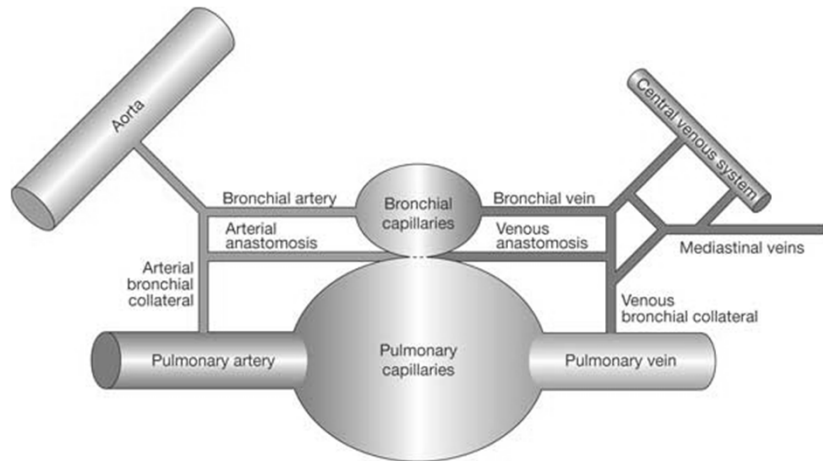 Aorta
Central venous system
Bronchial artery
Bronchial
capillaries
Bronchial vein
Arterial
anastomosis
Venous
anastomosis
Mediastinal veins
Arterial
bronchial
collateral
Venous
bronchial collateral
Pulmonary artery
Pulmonary
capillaries
Pulmonary vein